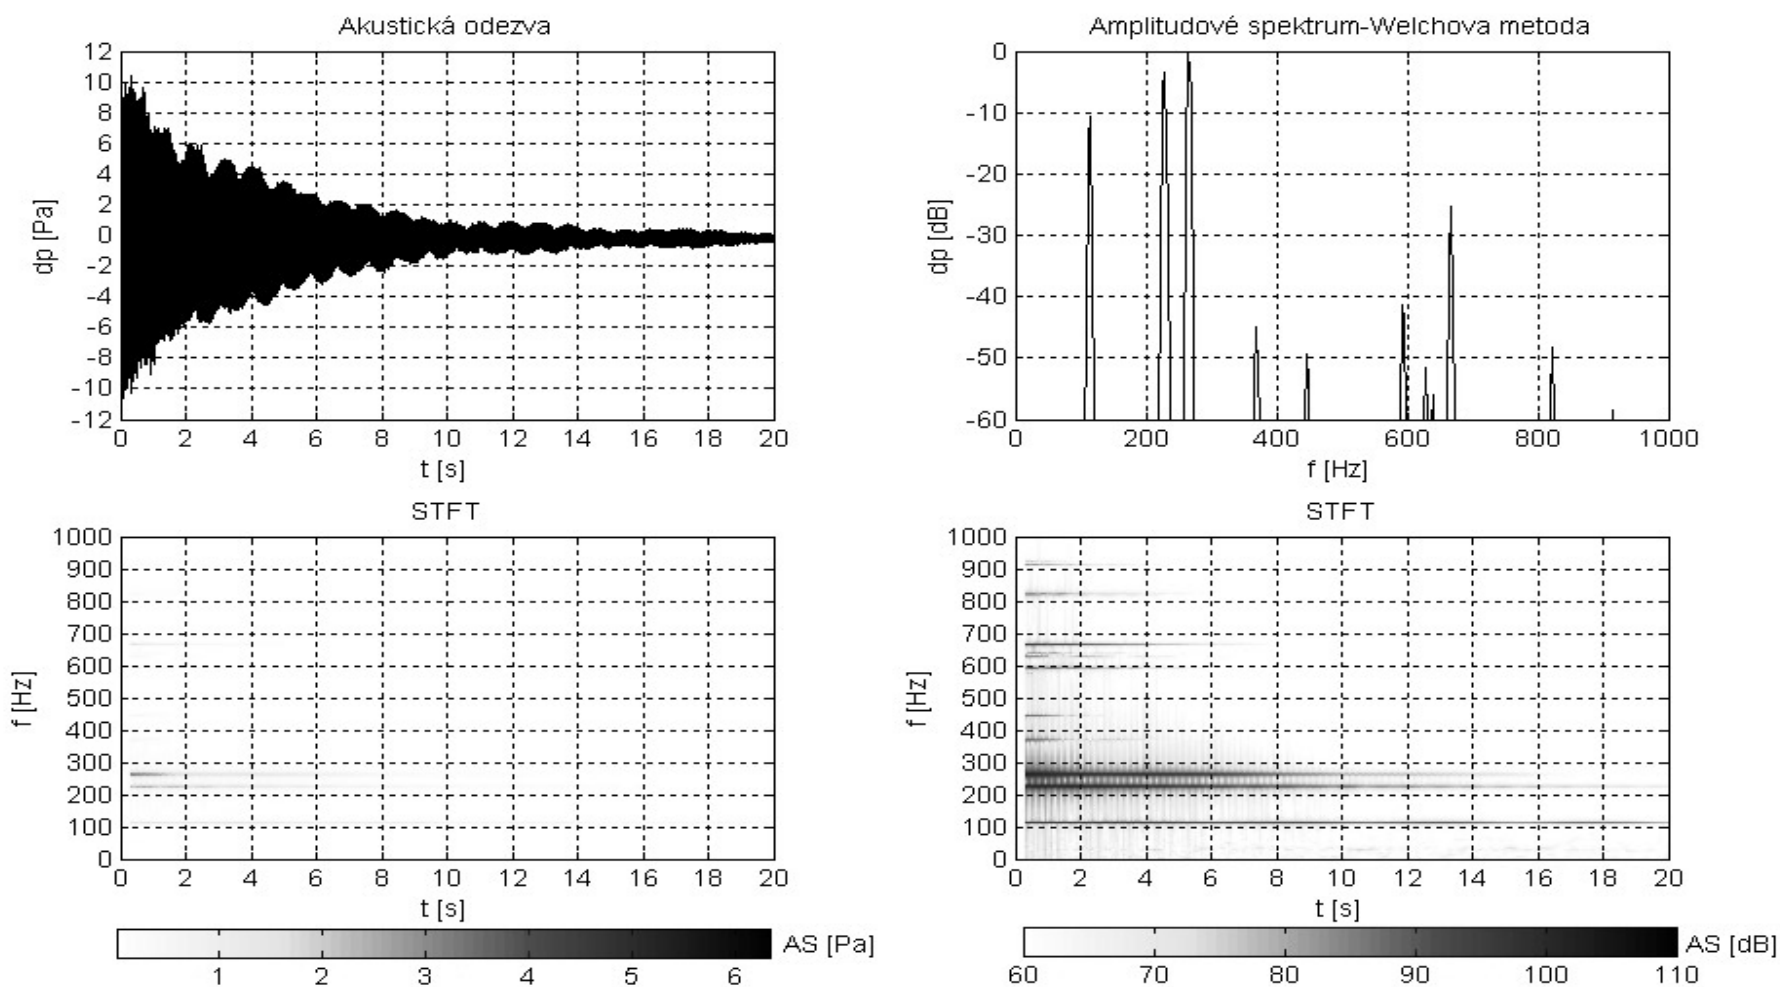 Akustická odezva
12
10
8
6
4
2
0
-2
-4
-6
-8
-10
-12
dp [Pa]
0 2 4 6 8 10 12 14 16 18 20
t [s]
Amplitudové spektrum-Welchova metoda
0
-10
-20
-30
-40
-50
-60
dp [dB]
0 200 400 600 800 1000
f [Hz]
STFT
1000
900
800
700
600
500
400
300
200
100
0
f [Hz]
0 2 4 6 8 10 12 14 16 18 20
t [s]
1 2 3 4 5 6
AS [Pa]
STFT
1000
900
800
700
600
500
400
300
200
100
0
f [Hz]
0 2 4 6 8 10 12 14 16 18 20
t [s]
60 70 80 90 100 110
AS [dB]